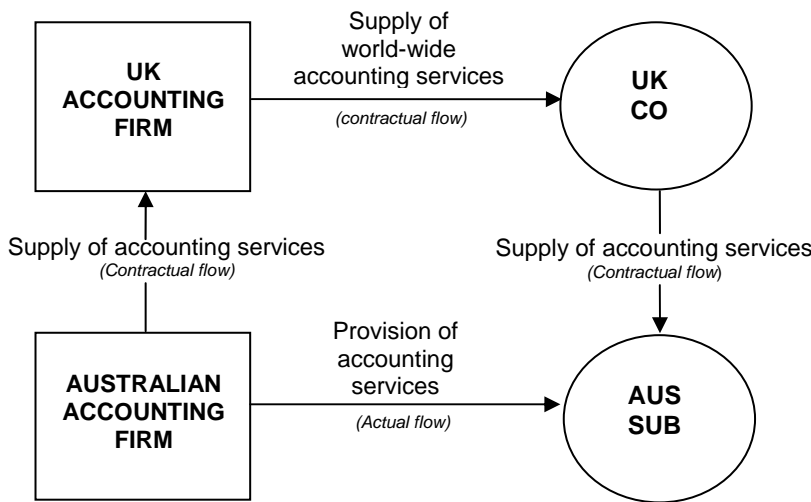 Supply of
world-wide
accounting services
(contractual flow)
UK
ACCOUNTING
FIRM
UK
CO
Supply of accounting services
(Contractual flow)
Supply of accounting services
(Contractual flow)
Provision of
accounting
services
(Actual flow)
AUSTRALIAN
ACCOUNTING
FIRM
AUS
SUB